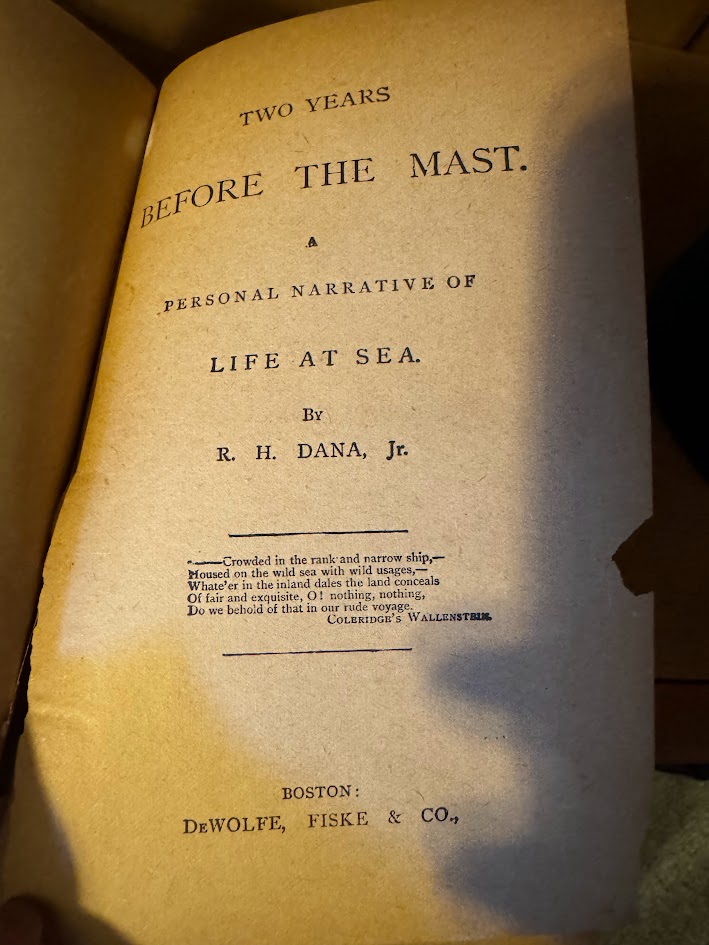 TWO YEARS
BEFORE THE MAST.
A
PERSONAL NARRATIVE OF
LIFE AT SEA.
By
R. H. DANA, Jr.
"——Crowded in the rank and narrow ship,—
Housed on the wild sea with wild usages,—
Whate'er in the inland dales the land conceals
Of fair and exquisite, O! nothing, nothing,
Do we behold of that in our rude voyage.
COLERIDGE'S WALLENSTEIN.
BOSTON:
DEWOLFE, FISKE & CO.,